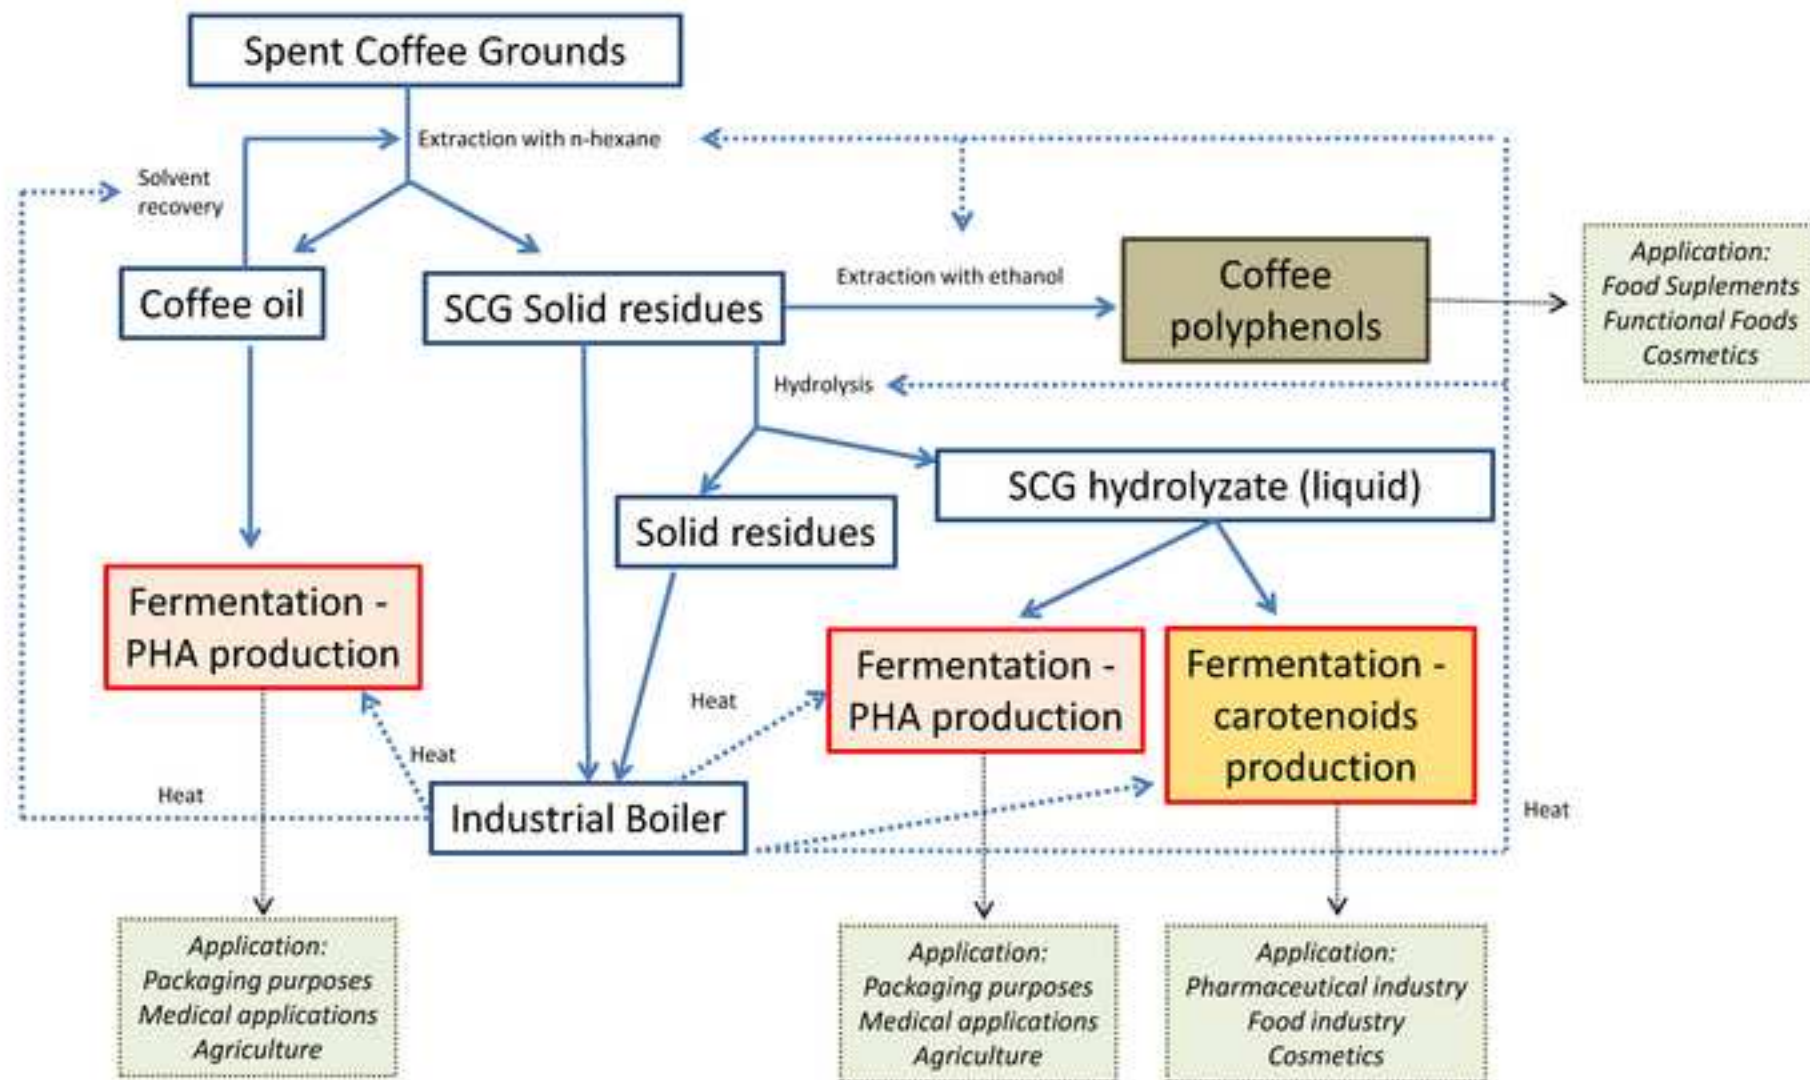 Spent Coffee Grounds
Extraction with n-hexane
Solvent
recovery
Coffee oil
SCG Solid residues
Extraction with ethanol
Coffee
polyphenols
Application:
Food Suplements
Functional Foods
Cosmetics
Hydrolysis
SCG hydrolyzate (liquid)
Solid residues
Fermentation -
PHA production
Fermentation -
PHA production
Fermentation -
carotenoids
production
Heat
Heat
Heat
Industrial Boiler
Heat
Application:
Packaging purposes
Medical applications
Agriculture
Application:
Packaging purposes
Medical applications
Agriculture
Application:
Pharmaceutical industry
Food industry
Cosmetics